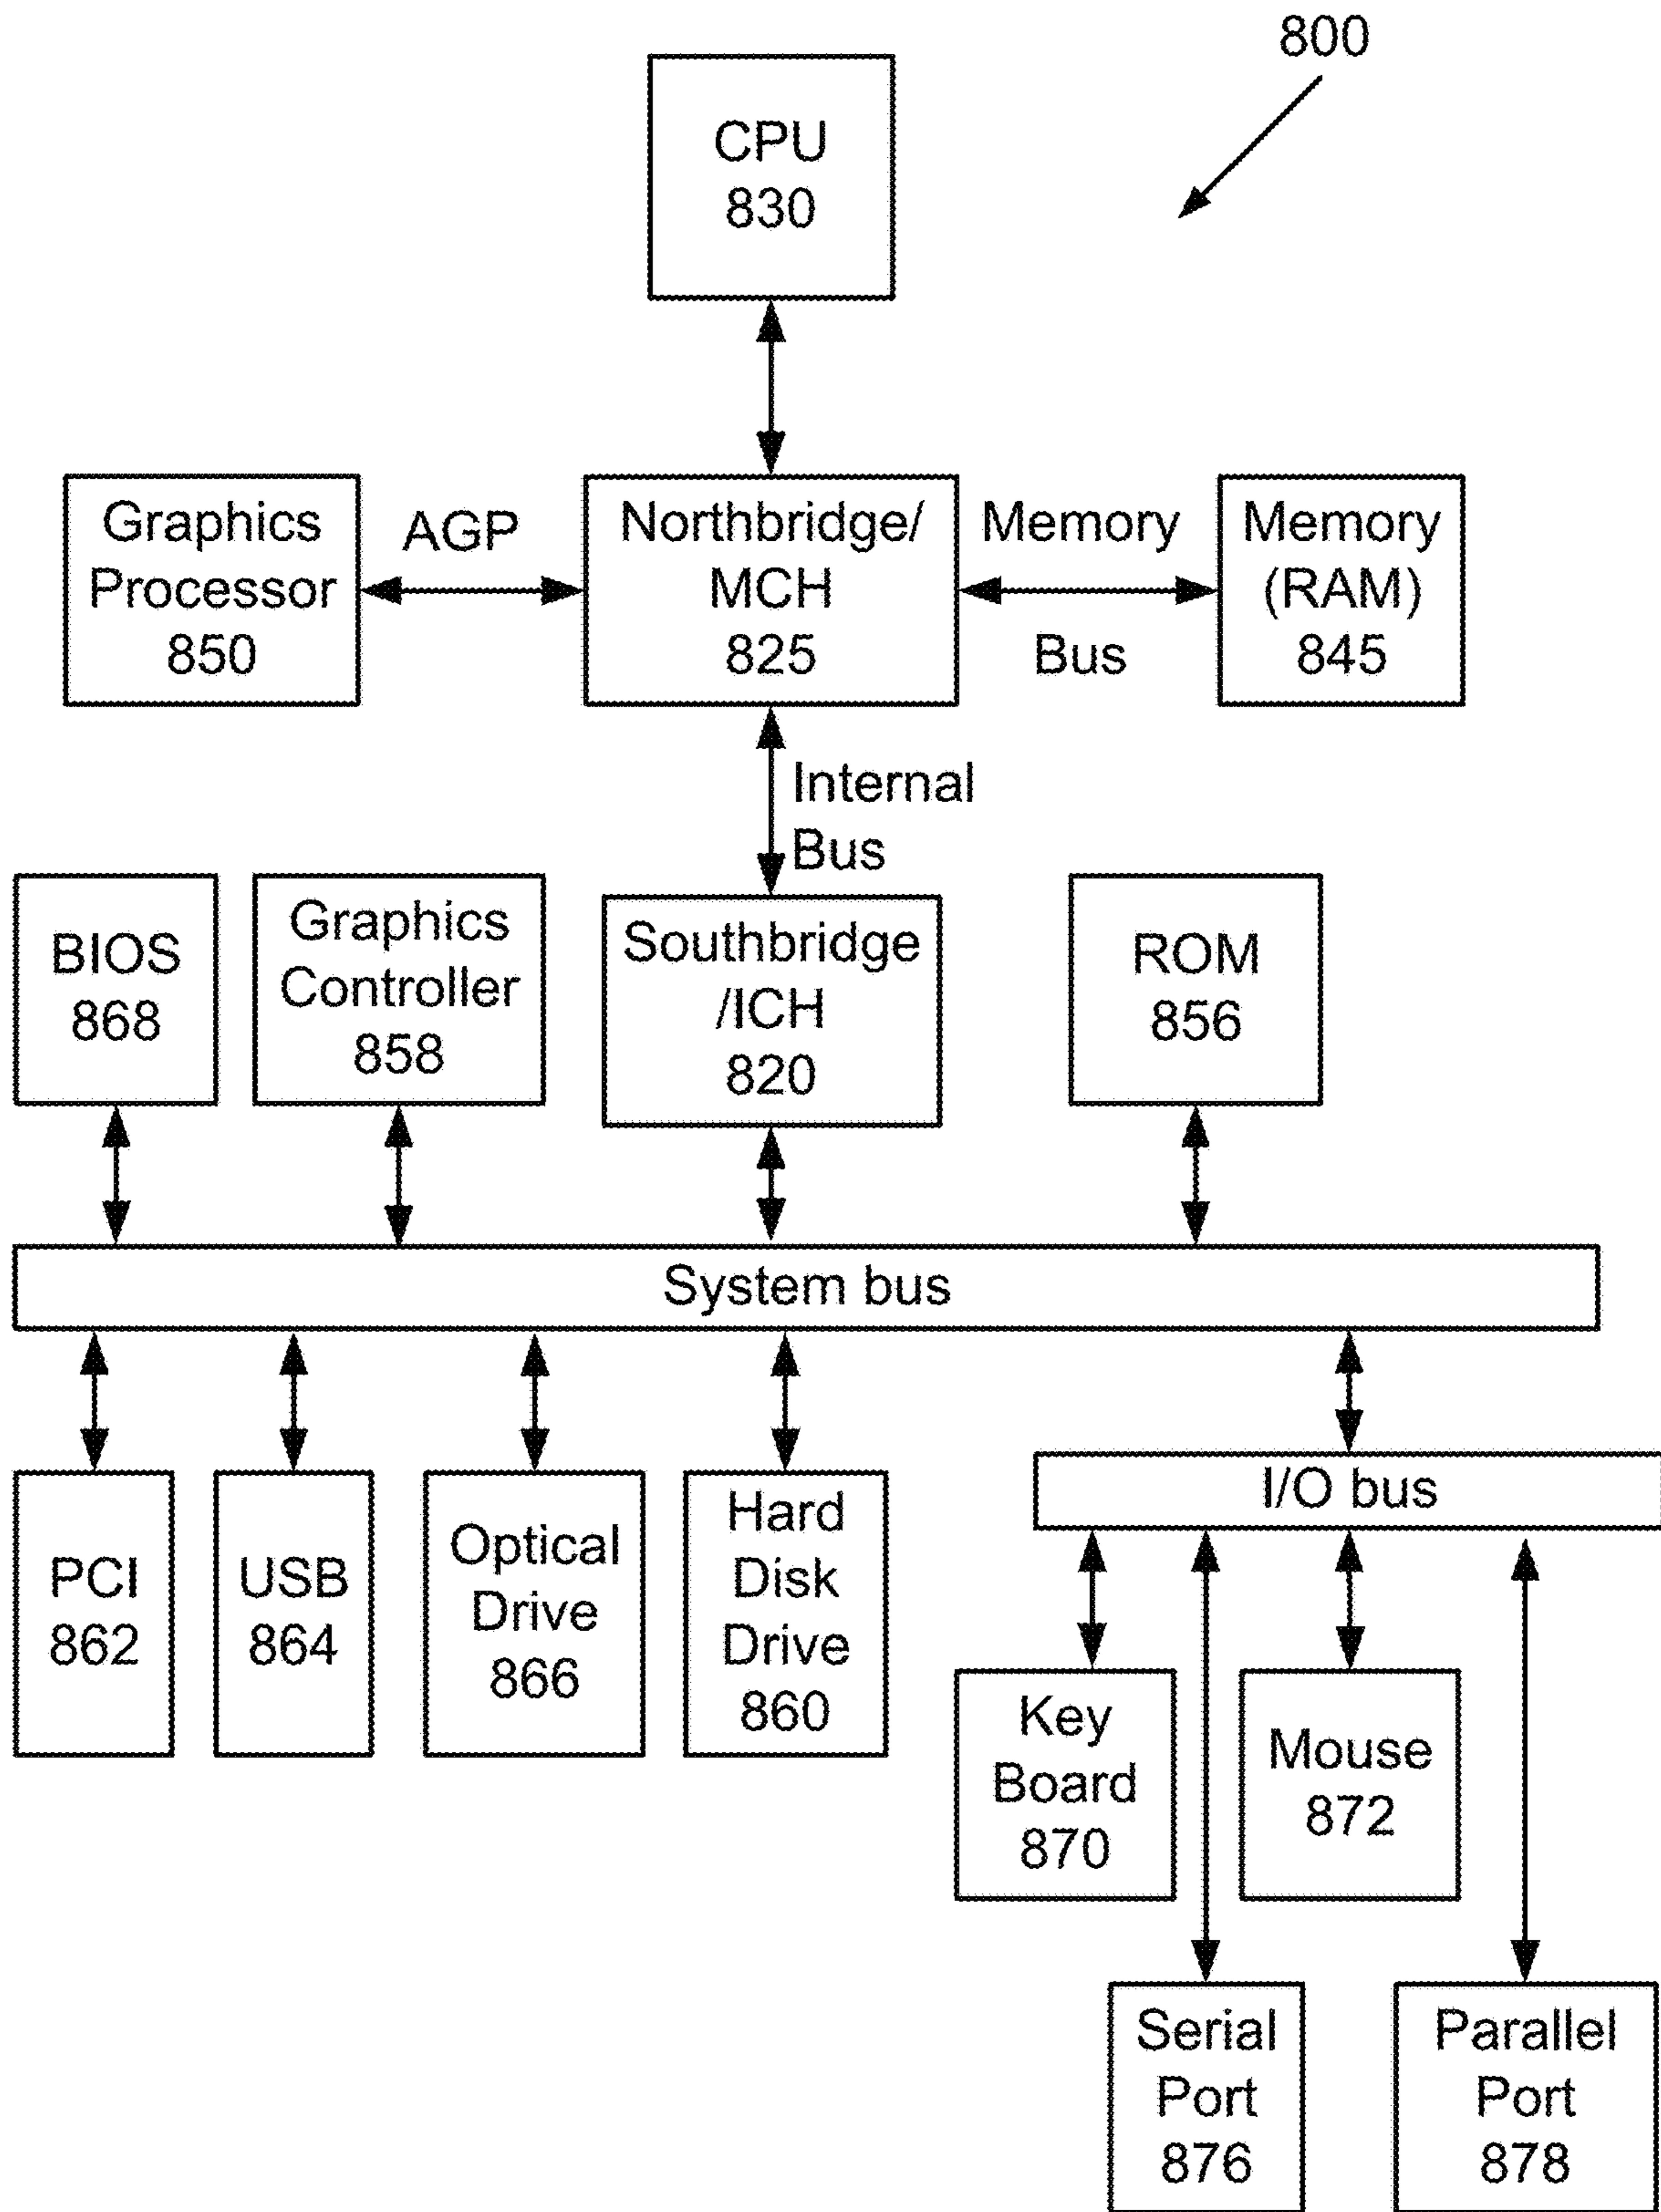 800
CPU
830
Graphics
Processor
850
AGP
Northbridge/
MCH
825
Memory
Bus
Memory
(RAM)
845
Internal
Bus
BIOS
868
Graphics
Controller
858
Southbridge
/ICH
820
ROM
856
System bus
PCI
862
USB
864
Optical
Drive
866
Hard
Disk
Drive
860
I/O bus
Key
Board
870
Mouse
872
Serial
Port
876
Parallel
Port
878